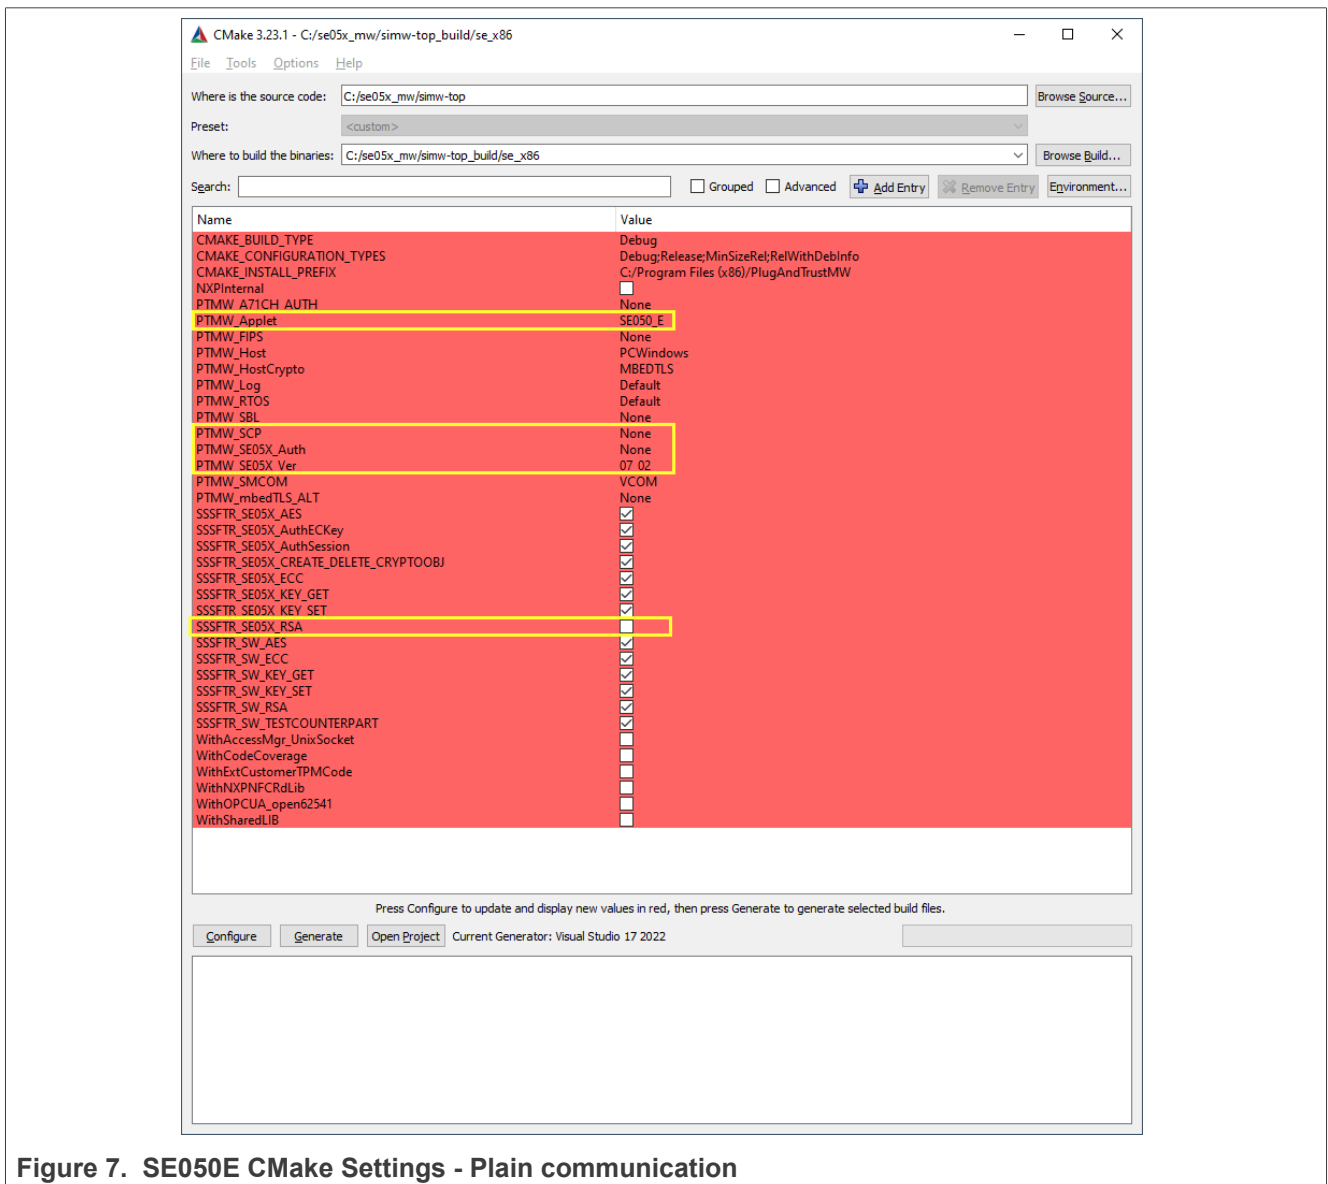 CMake 3.23.1 - C:/se05x_mw/simw-top_build/se_x86
File Tools Options Help
Where is the source code: C:/se05x_mw/simw-top Browse Source...
Preset: <custom>
Where to build the binaries: C:/se05x_mw/simw-top_build/se_x86 Browse Build...
Search: Grouped Advanced Add Entry Remove Entry Environment...
Name Value
CMAKE_BUILD_TYPE Debug
CMAKE_CONFIGURATION_TYPES Debug;Release;MinSizeRel;RelWithDebInfo
CMAKE_INSTALL_PREFIX C:/Program Files (x86)/PlugAndTrustMW
NXPInternal
PTMW_A71CH_AUTH None
PTMW_Applet SE050_E
PTMW_FIPS None
PTMW_Host PCWindows
PTMW_HostCrypto MBEDTLS
PTMW_Log Default
PTMW_RTOS Default
PTMW_SBL None
PTMW_SCP None
PTMW_SE05X_Auth None
PTMW_SE05X_Ver 07_02
PTMW_SMCOM VCOM
PTMW_mbedTLS_ALT None
SSSFTR_SE05X_AES
SSSFTR_SE05X_AuthECKey
SSSFTR_SE05X_AuthSession
SSSFTR_SE05X_CREATE_DELETE_CRYPTOOBJ
SSSFTR_SE05X_ECC
SSSFTR_SE05X_KEY_GET
SSSFTR_SE05X_KEY_SET
SSSFTR_SE05X_RSA
SSSFTR_SW_AES
SSSFTR_SW_ECC
SSSFTR_SW_KEY_GET
SSSFTR_SW_KEY_SET
SSSFTR_SW_RSA
SSSFTR_SW_TESTCOUNTERPART
WithAccessMgr_UnixSocket
WithCodeCoverage
WithExtCustomerTPMCode
WithNXPNFCRdLib
WithOPCUA_open62541
WithSharedLIB
Press Configure to update and display new values in red, then press Generate to generate selected build files.
Configure Generate Open Project Current Generator: Visual Studio 17 2022
Figure 7. SE050E CMake Settings - Plain communication